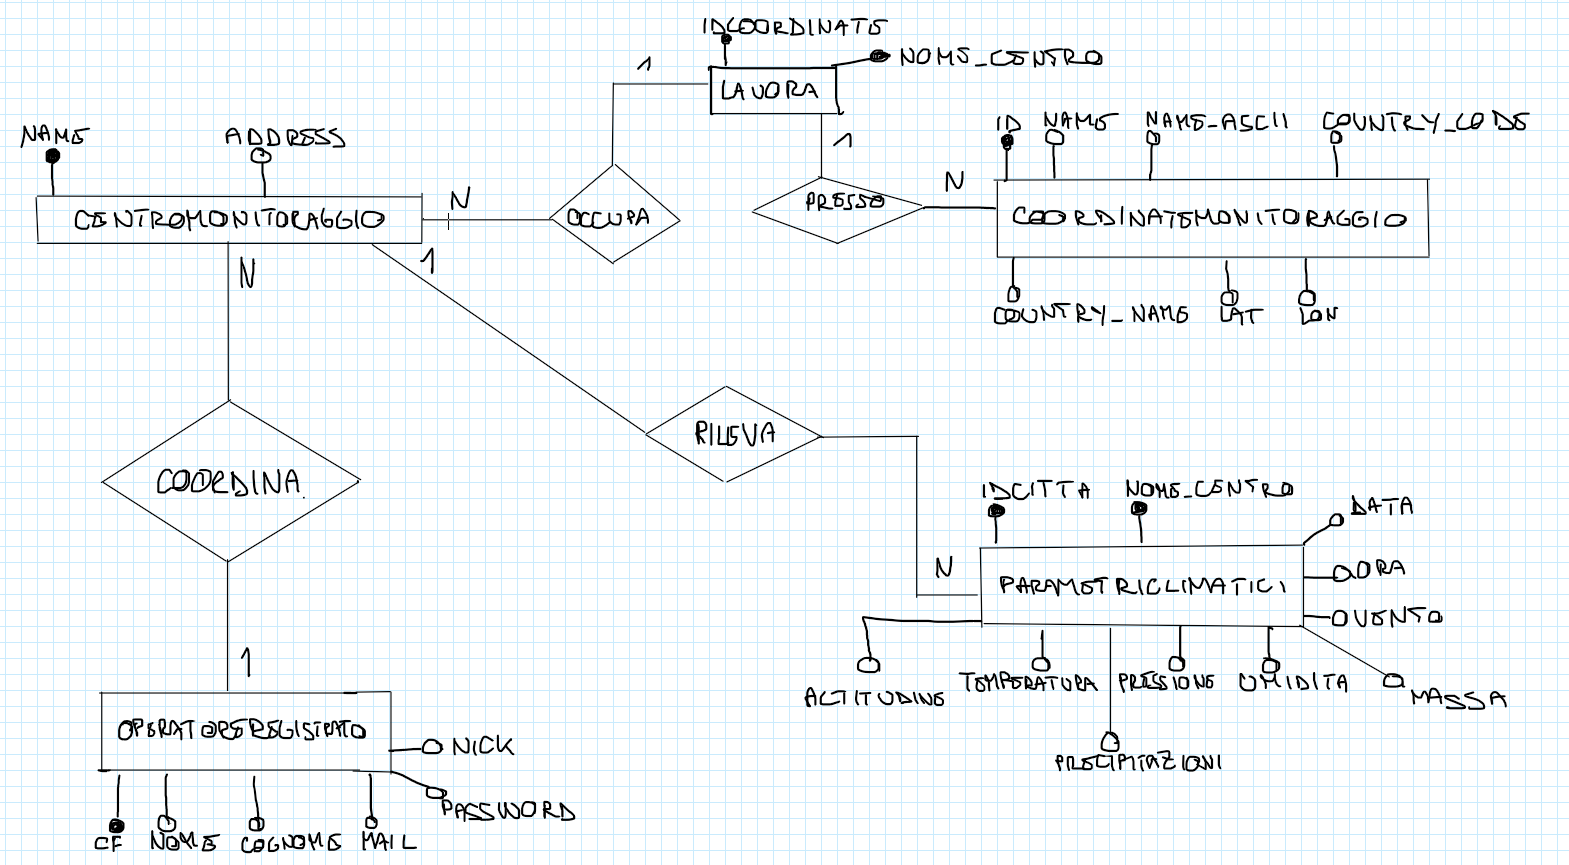 IDCOORDINATE
NOME_CENTRO
1
LAVORA
NAME
ADDRESS
1
ID
NAME
NAME_ASCII
COUNTRY_CODE
CENTROMONITORAGGIO
N
OCCUPA
PRESSO
N
COORDINATEMONITORAGGIO
N
1
COUNTRY_NAME
LAT
LON
RILEVA
COORDINA
IDCITTA
NOME_CENTRO
DATA
N
PARAMETRICLIMATICI
ORA
VENTO
1
ALTITUDINE
TEMPERATURA
PRESSIONE
UMIDITA
MASSA
OPERATOREREGISTRATO
NICK
PRECIPITAZIONI
PASSWORD
CF
NOME
COGNOME
MAIL